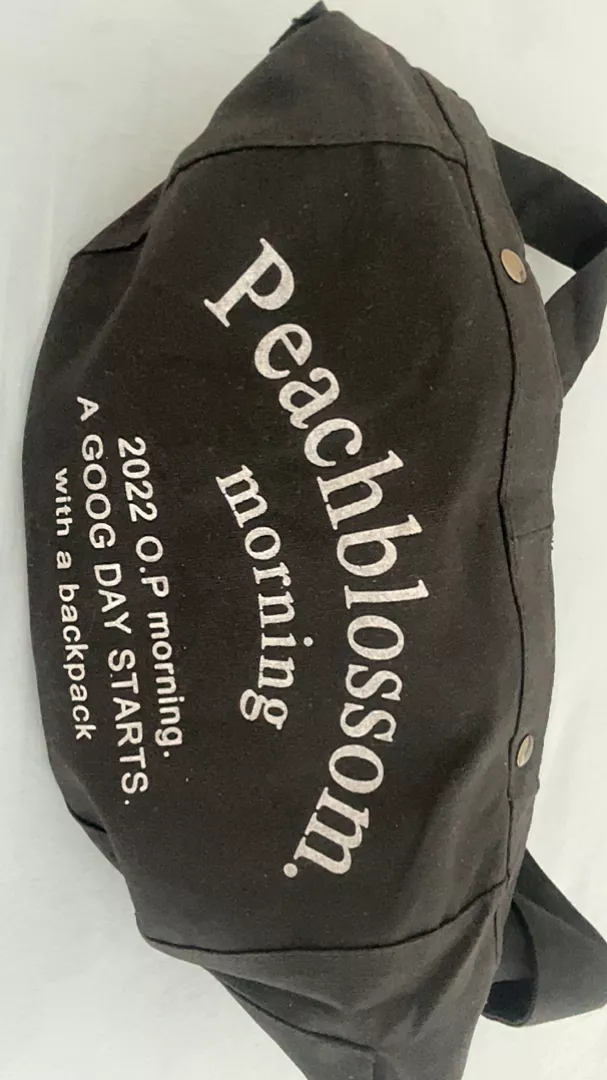 Peachblossom.
morning
2022 O.P morning.
A GOOG DAY STARTS.
with a backpack